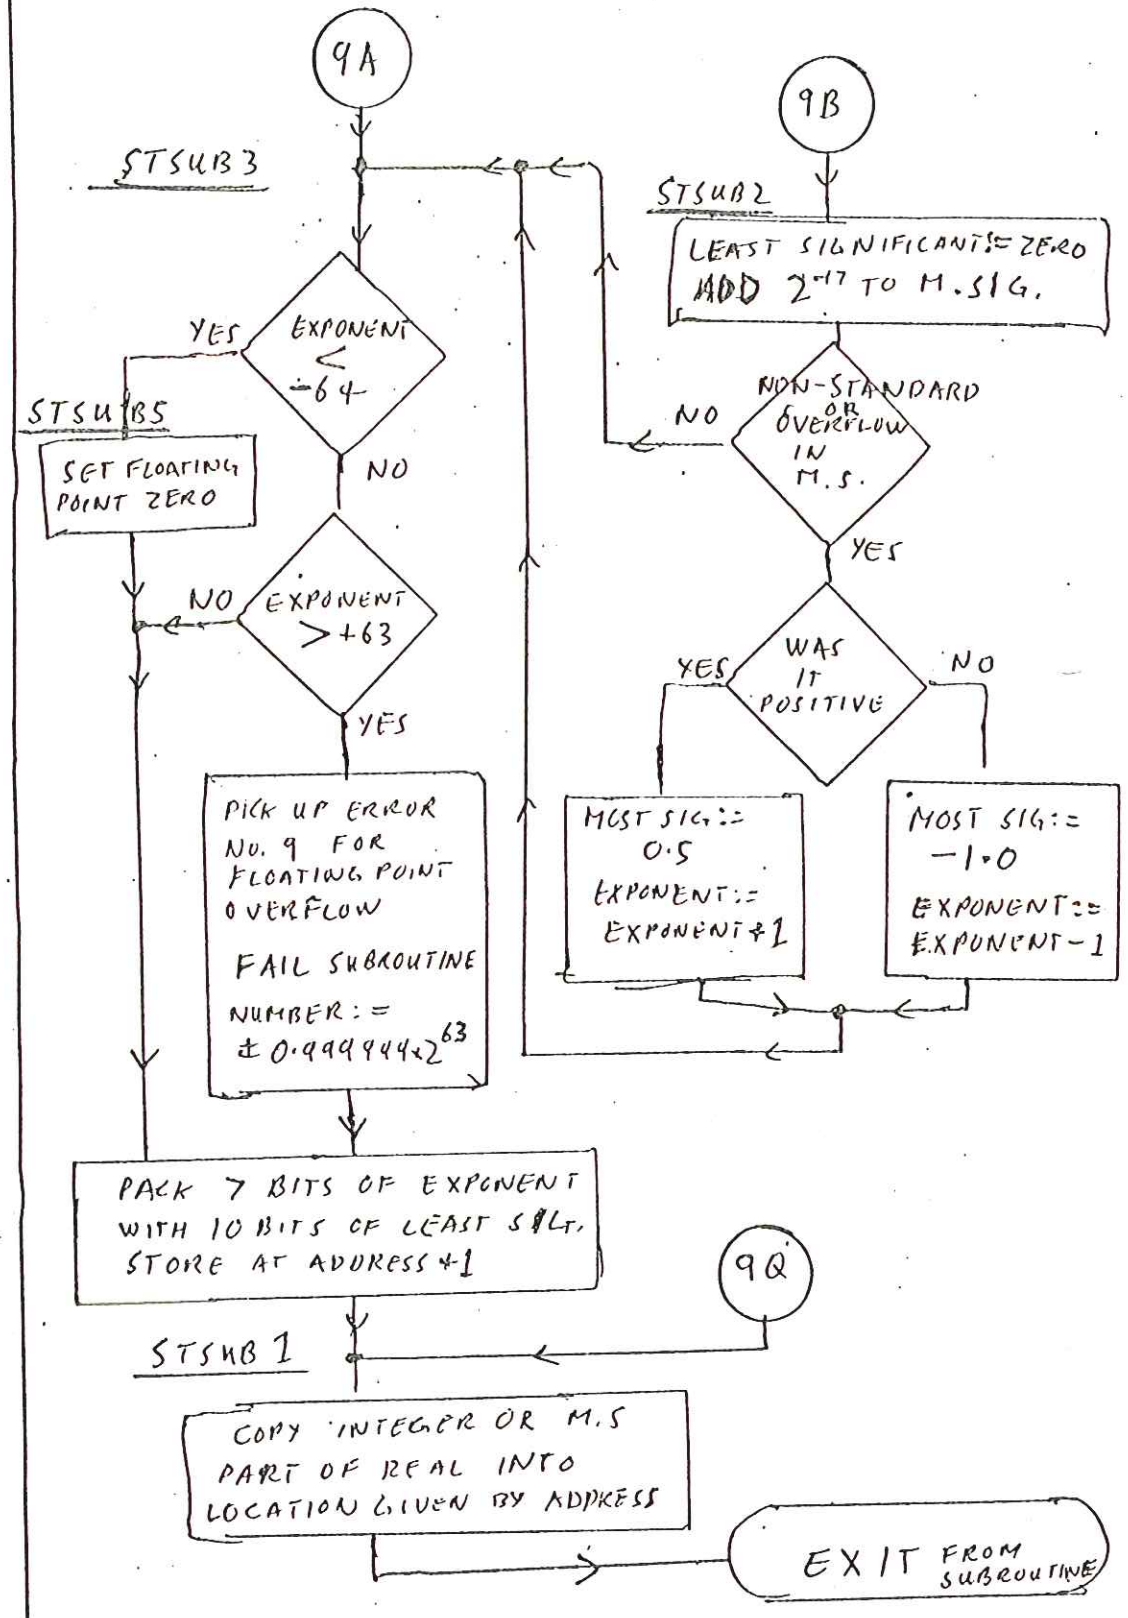 9A
STSUB3
EXPONENT
<
-64
YES
NO
STSUB5
SET FLOATING
POINT ZERO
EXPONENT
> +63
NO
YES
PICK UP ERROR
NO. 9 FOR
FLOATING POINT
OVERFLOW
FAIL SUBROUTINE
NUMBER :=
± 0.999999*2^63
PACK 7 BITS OF EXPONENT
WITH 10 BITS OF LEAST SIGT.
STORE AT ADDRESS +1
9B
STSUB2
LEAST SIGNIFICANT:= ZERO
ADD 2^-17 TO M.SIG.
NON-STANDARD
OR
OVERFLOW
IN
M.S.
NO
YES
WAS
IT
POSITIVE
YES
NO
MOST SIG:=
0.5
EXPONENT:=
EXPONENT+1
MOST SIG:=
-1.0
EXPONENT:=
EXPONENT-1
9Q
STSUB1
COPY INTEGER OR M.S
PART OF REAL INTO
LOCATION GIVEN BY ADDRESS
EXIT FROM
SUBROUTINE